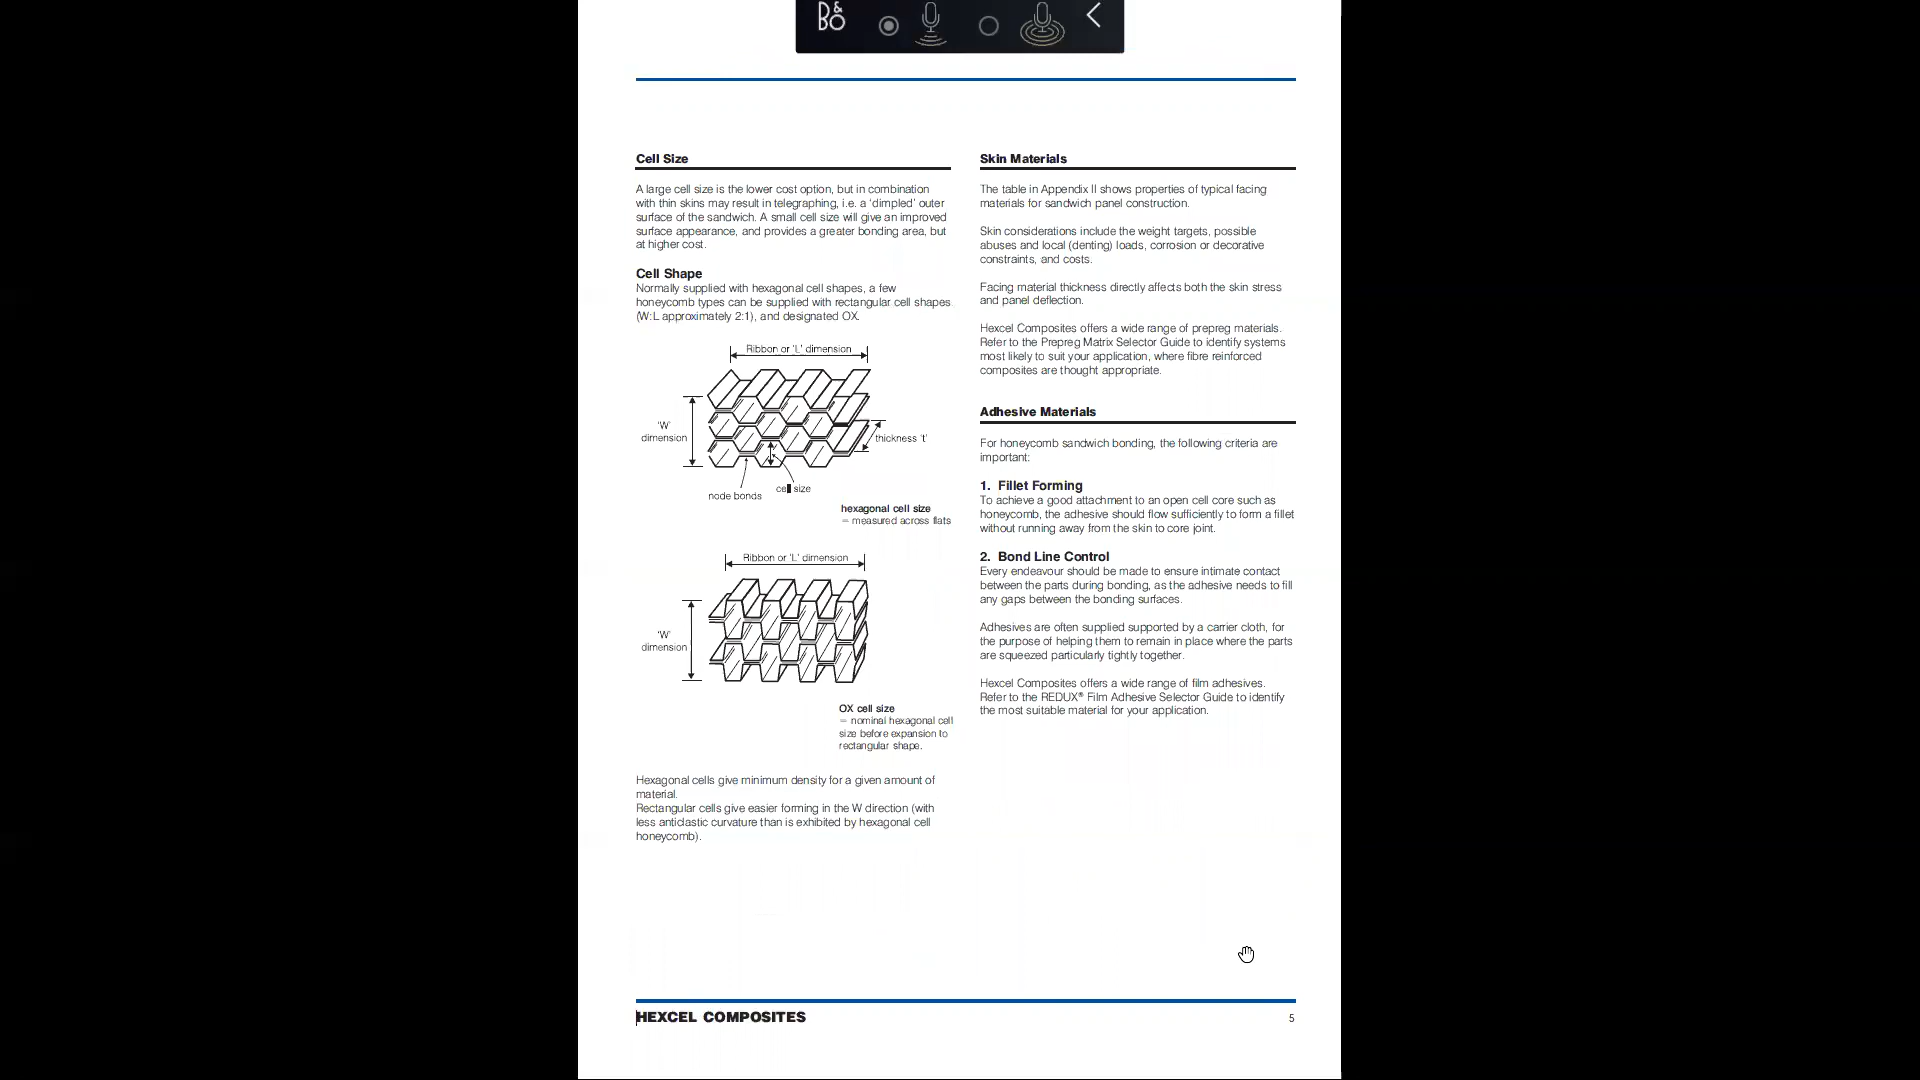 B&O
Cell Size
A large cell size is the lower cost option, but in combination
with thin skins may result in telegraphing, i.e. a ‘dimpled’ outer
surface of the sandwich. A small cell size will give an improved
surface appearance, and provides a greater bonding area, but
at higher cost.
Cell Shape
Normally supplied with hexagonal cell shapes, a few
honeycomb types can be supplied with rectangular cell shapes
(W:L approximately 2:1), and designated OX.
Ribbon or ‘L’ dimension
‘W’
dimension
thickness ‘t’
node bonds
cell size
hexagonal cell size
= measured across flats
Ribbon or ‘L’ dimension
‘W’
dimension
OX cell size
= nominal hexagonal cell
size before expansion to
rectangular shape.
Hexagonal cells give minimum density for a given amount of
material.
Rectangular cells give easier forming in the W direction (with
less anticlastic curvature than is exhibited by hexagonal cell
honeycomb).
Skin Materials
The table in Appendix II shows properties of typical facing
materials for sandwich panel construction.
Skin considerations include the weight targets, possible
abuses and local (denting) loads, corrosion or decorative
constraints, and costs.
Facing material thickness directly affects both the skin stress
and panel deflection.
Hexcel Composites offers a wide range of prepreg materials.
Refer to the Prepreg Matrix Selector Guide to identify systems
most likely to suit your application, where fibre reinforced
composites are thought appropriate.
Adhesive Materials
For honeycomb sandwich bonding, the following criteria are
important:
1. Fillet Forming
To achieve a good attachment to an open cell core such as
honeycomb, the adhesive should flow sufficiently to form a fillet
without running away from the skin to core joint.
2. Bond Line Control
Every endeavour should be made to ensure intimate contact
between the parts during bonding, as the adhesive needs to fill
any gaps between the bonding surfaces.
Adhesives are often supplied supported by a carrier cloth, for
the purpose of helping them to remain in place where the parts
are squeezed particularly tightly together.
Hexcel Composites offers a wide range of film adhesives.
Refer to the REDUX® Film Adhesive Selector Guide to identify
the most suitable material for your application.
HEXCEL COMPOSITES
5